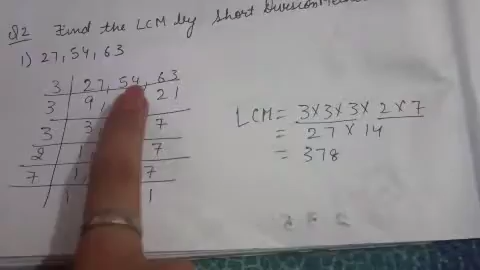 Q2 Find the LCM by Short Division
1) 27, 54, 63
3 | 27, 54, 63
3 | 9, 21
3 | 3, 7
2 | 1, 7
7 | 1, 7
1 1
LCM = 3×3×3×2×7
= 27×14
= 378